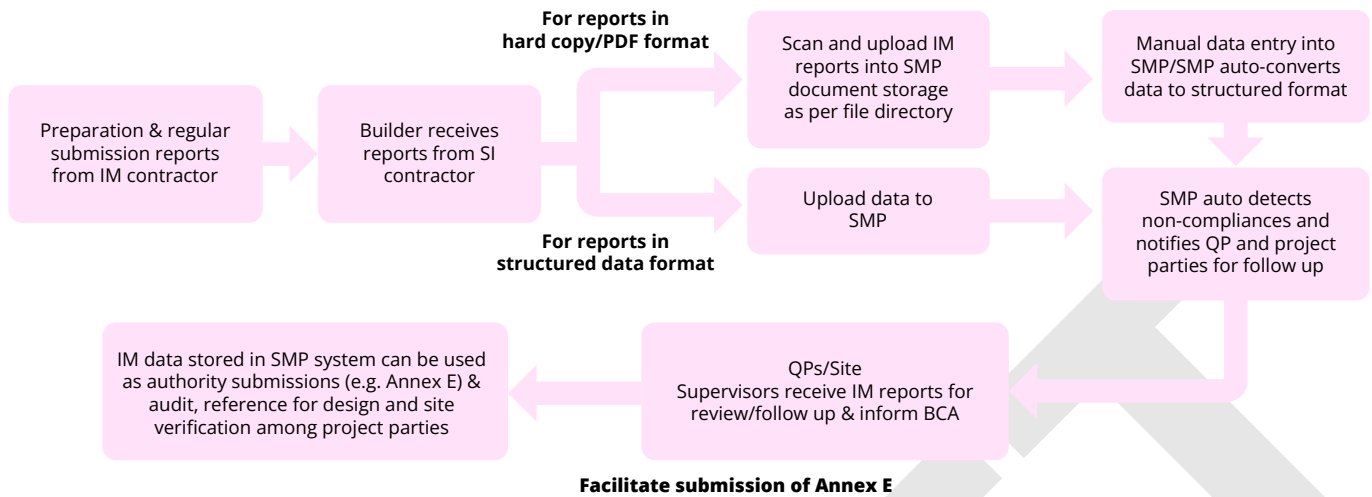 Preparation & regular
submission reports
from IM contractor
Builder receives
reports from SI
contractor
For reports in
hard copy/PDF format
Scan and upload IM
reports into SMP
document storage
as per file directory
Manual data entry into
SMP/SMP auto-converts
data to structured format
For reports in
structured data format
Upload data to
SMP
SMP auto detects
non-compliances and
notifies QP and project
parties for follow up
QPs/Site
Supervisors receive IM reports for
review/follow up & inform BCA
IM data stored in SMP system can be used
as authority submissions (e.g. Annex E) &
audit, reference for design and site
verification among project parties
Facilitate submission of Annex E